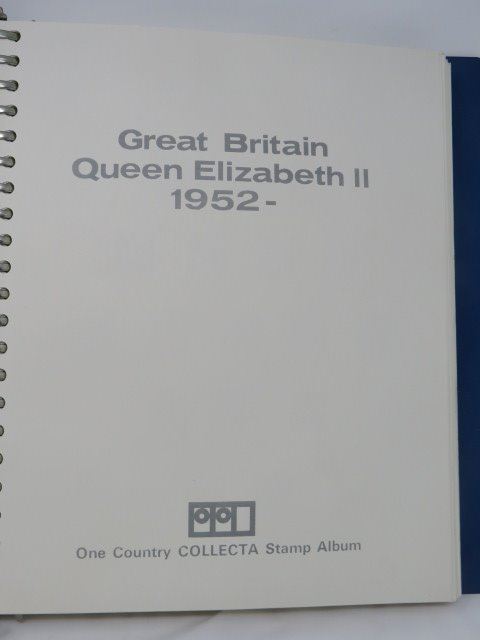 Great Britain
Queen Elizabeth II
1952-
One Country COLLECTA Stamp Album